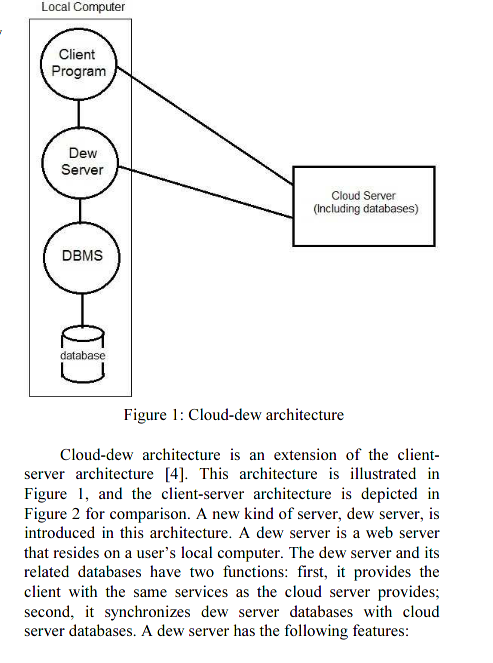 Local Computer
Client
Program
Dew
Server
Cloud Server
(Including databases)
DBMS
database
Figure 1: Cloud-dew architecture
Cloud-dew architecture is an extension of the client-
server architecture [4]. This architecture is illustrated in
Figure 1, and the client-server architecture is depicted in
Figure 2 for comparison. A new kind of server, dew server, is
introduced in this architecture. A dew server is a web server
that resides on a user’s local computer. The dew server and its
related databases have two functions: first, it provides the
client with the same services as the cloud server provides;
second, it synchronizes dew server databases with cloud
server databases. A dew server has the following features: